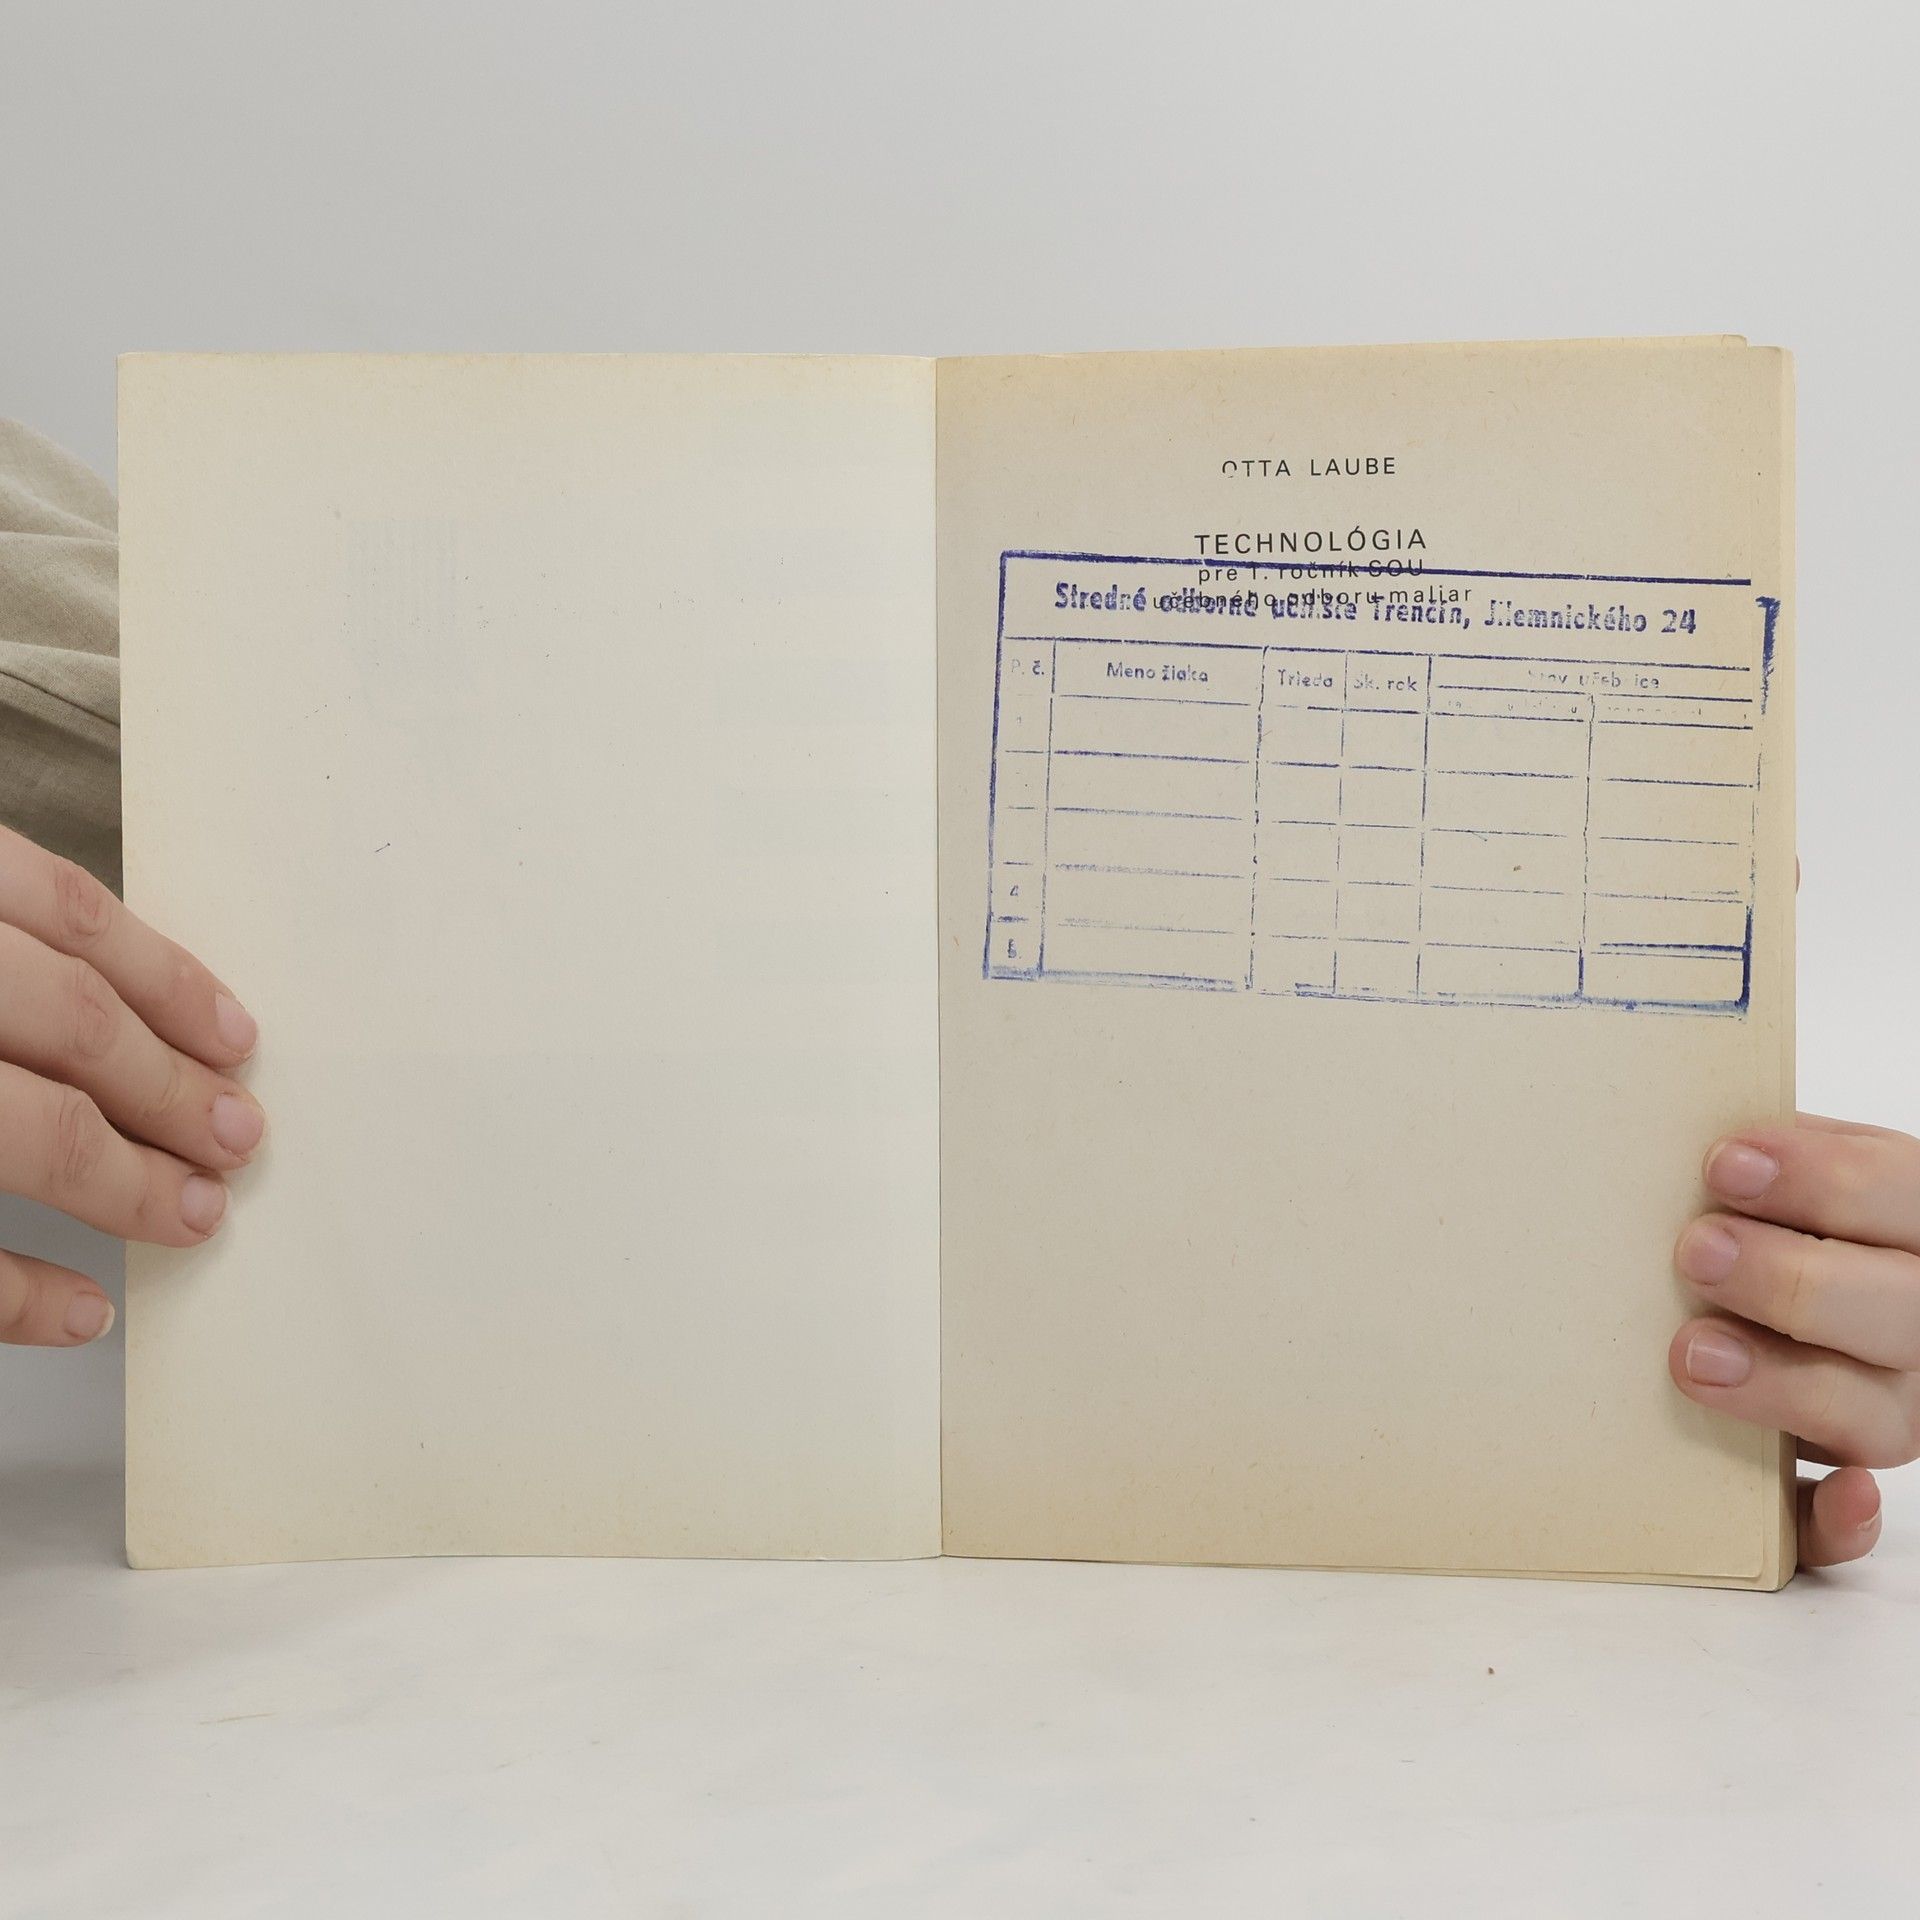 OTTA LAUBE
TECHNOLÓGIA
pre 1. ročník SOU
učebného odboru maliar
Stredné odborné učilište Trenčín, Jilemnického 24
P. č. Meno žiaka Trieda Šk. rok Stav učebnice
1
4
5.